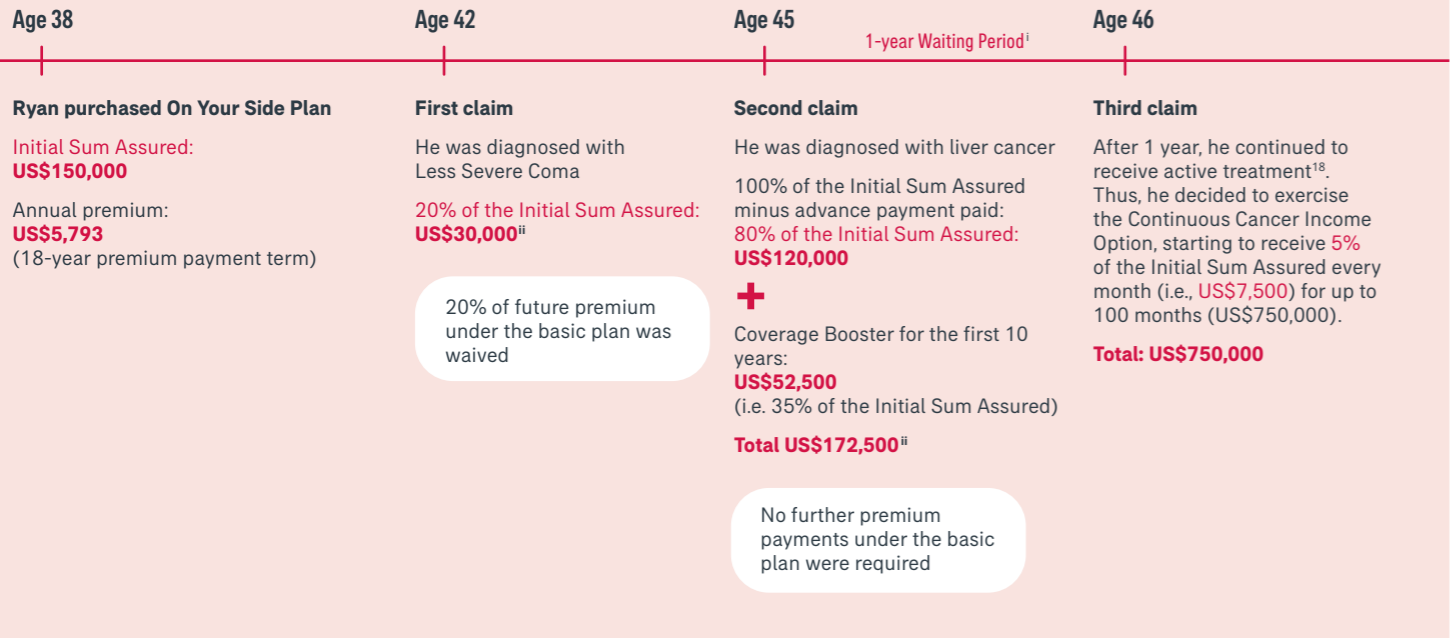 Age 38
Ryan purchased On Your Side Plan
Initial Sum Assured:
US$150,000
Annual premium:
US$5,793
(18-year premium payment term)
Age 42
First claim
He was diagnosed with
Less Severe Coma
20% of the Initial Sum Assured:
US$30,000ii
20% of future premium
under the basic plan was
waived
Age 45
1-year Waiting Periodi
Second claim
He was diagnosed with liver cancer
100% of the Initial Sum Assured
minus advance payment paid:
80% of the Initial Sum Assured:
US$120,000
+
Coverage Booster for the first 10
years:
US$52,500
(i.e. 35% of the Initial Sum Assured)
Total US$172,500ii
No further premium
payments under the basic
plan were required
Age 46
Third claim
After 1 year, he continued to
receive active treatment18.
Thus, he decided to exercise
the Continuous Cancer Income
Option, starting to receive 5%
of the Initial Sum Assured every
month (i.e., US$7,500) for up to
100 months (US$750,000).
Total: US$750,000